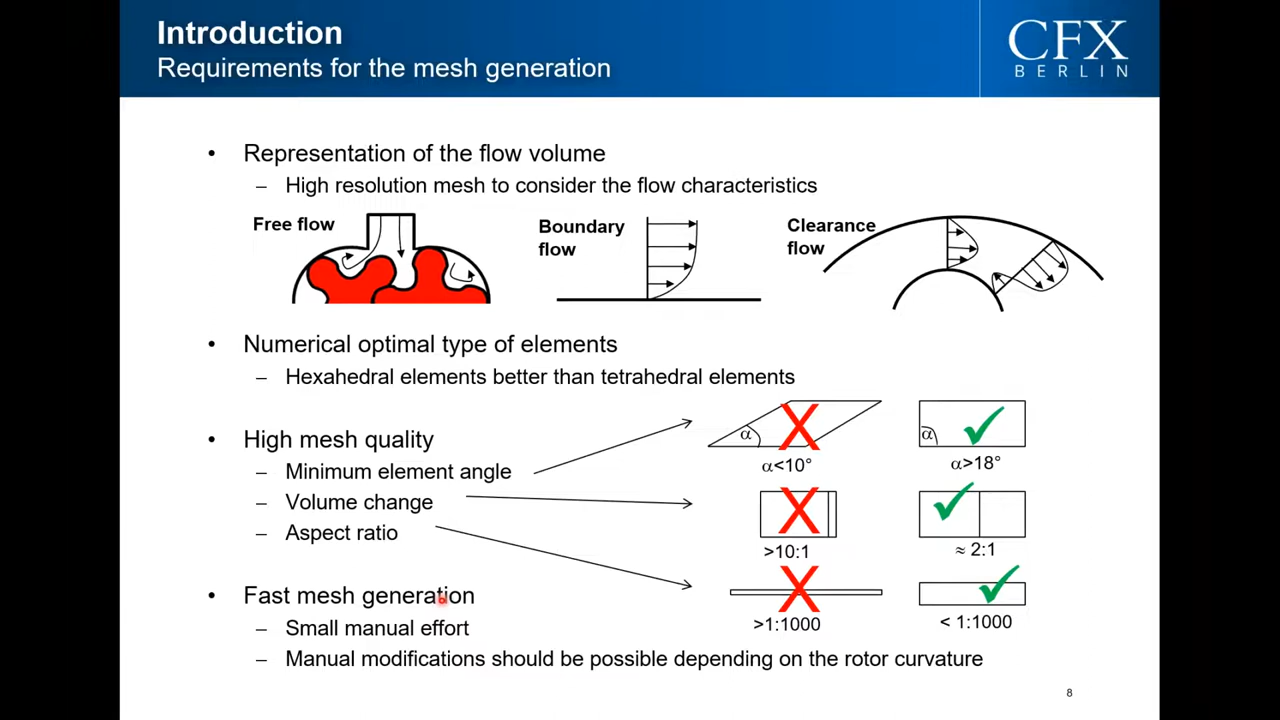 Introduction
Requirements for the mesh generation
CFX
BERLIN
• Representation of the flow volume
– High resolution mesh to consider the flow characteristics
Free flow
Boundary
flow
Clearance
flow
• Numerical optimal type of elements
– Hexahedral elements better than tetrahedral elements
• High mesh quality
– Minimum element angle
– Volume change
– Aspect ratio
α
α<10°
α
α>18°
>10:1
≈ 2:1
>1:1000
< 1:1000
• Fast mesh generation
– Small manual effort
– Manual modifications should be possible depending on the rotor curvature
8